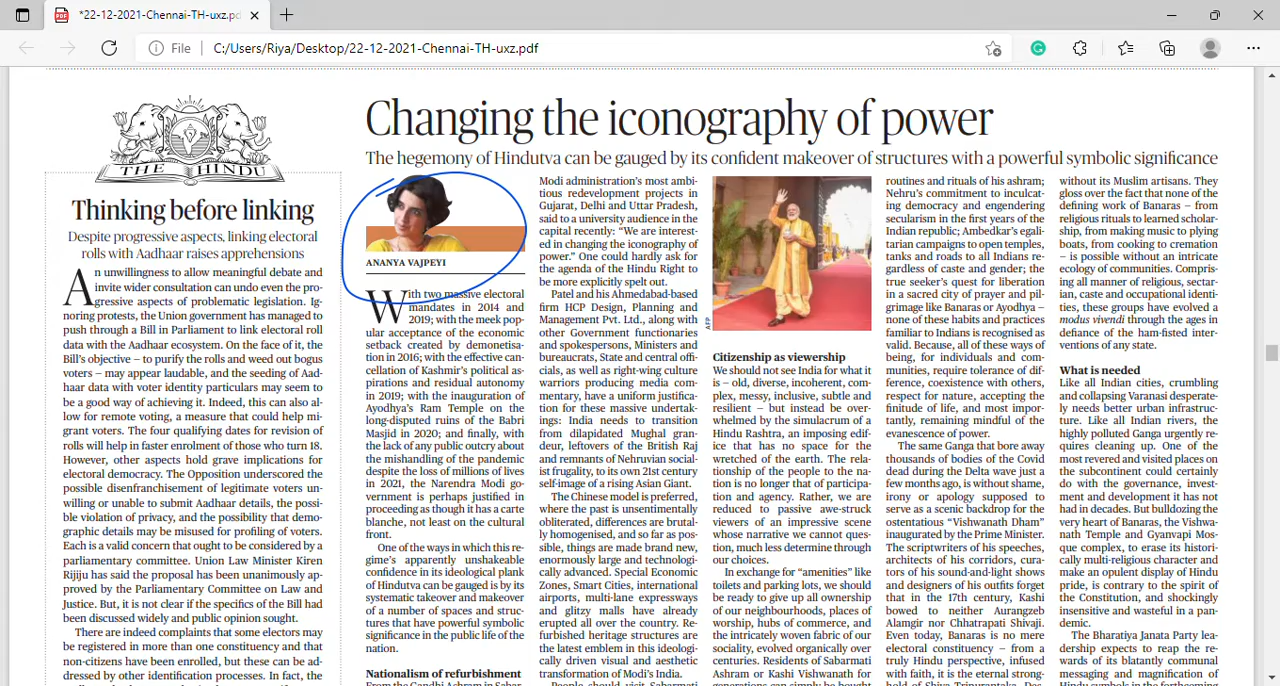 *22-12-2021-Chennai-TH-uxz.pd
File
C:/Users/Riya/Desktop/22-12-2021-Chennai-TH-uxz.pdf
THE HINDU
Thinking before linking
Despite progressive aspects, linking electoral
rolls with Aadhaar raises apprehensions
An unwillingness to allow meaningful debate and
invite wider consultation can undo even the pro-
gressive aspects of problematic legislation. Ig-
noring protests, the Union government has managed to
push through a Bill in Parliament to link electoral roll
data with the Aadhaar ecosystem. On the face of it, the
Bill's objective – to purify the rolls and weed out bogus
voters – may appear laudable, and the seeding of Aad-
haar data with voter identity particulars may seem to
be a good way of achieving it. Indeed, this can also al-
low for remote voting, a measure that could help mi-
grant voters. The four qualifying dates for revision of
rolls will help in faster enrolment of those who turn 18.
However, other aspects hold grave implications for
electoral democracy. The Opposition underscored the
possible disenfranchisement of legitimate voters un-
willing or unable to submit Aadhaar details, the possi-
ble violation of privacy, and the possibility that demo-
graphic details may be misused for profiling of voters.
Each is a valid concern that ought to be considered by a
parliamentary committee. Union Law Minister Kiren
Rijiju has said the proposal has been unanimously ap-
proved by the Parliamentary Committee on Law and
Justice. But, it is not clear if the specifics of the Bill had
been discussed widely and public opinion sought.
There are indeed complaints that some electors may
be registered in more than one constituency and that
non-citizens have been enrolled, but these can be ad-
dressed by other identification processes. In fact, the
Changing the iconography of power
The hegemony of Hindutva can be gauged by its confident makeover of structures with a powerful symbolic significance
ANANYA VAJPEYI
With two massive electoral
mandates in 2014 and
2019; with the meek pop-
ular acceptance of the economic
setback created by demonetisa-
tion in 2016; with the effective can-
cellation of Kashmir's political as-
pirations and residual autonomy
in 2019; with the inauguration of
Ayodhya's Ram Temple on the
long-disputed ruins of the Babri
Masjid in 2020; and finally, with
the lack of any public outcry about
the mishandling of the pandemic
despite the loss of millions of lives
in 2021, the Narendra Modi go-
vernment is perhaps justified in
proceeding as though it has a carte
blanche, not least on the cultural
front.
One of the ways in which this re-
gime's apparently unshakeable
confidence in its ideological plank
of Hindutva can be gauged is by its
systematic takeover and makeover
of a number of spaces and struc-
tures that have powerful symbolic
significance in the public life of the
nation.
Nationalism of refurbishment
From the Gandhi Ashram in Sabar-
Modi administration's most ambi-
tious redevelopment projects in
Gujarat, Delhi and Uttar Pradesh,
said to a university audience in the
capital recently: "We are interest-
ed in changing the iconography of
power." One could hardly ask for
the agenda of the Hindu Right to
be more explicitly spelt out.
Patel and his Ahmedabad-based
firm HCP Design, Planning and
Management Pvt. Ltd., along with
other Government functionaries
and spokespersons, Ministers and
bureaucrats, State and central offi-
cials, as well as right-wing culture
warriors producing media com-
mentary, have a uniform justifica-
tion for these massive undertak-
ings: India needs to transition
from dilapidated Mughal gran-
deur, leftovers of the British Raj
and remnants of Nehruvian social-
ist frugality, to its own 21st century
self-image of a rising Asian Giant.
The Chinese model is preferred,
where the past is unsentimentally
obliterated, differences are brutal-
ly homogenised, and so far as pos-
sible, things are made brand new,
enormously large and technologi-
cally advanced. Special Economic
Zones, Smart Cities, international
airports, multi-lane expressways
and glitzy malls have already
erupted all over the country. Re-
furbished heritage structures are
the latest emblem in this ideologi-
cally driven visual and aesthetic
transformation of Modi's India.
People should visit Sabarmati
AFP
Citizenship as viewership
We should not see India for what it
is – old, diverse, incoherent, com-
plex, messy, inclusive, subtle and
resilient – but instead be over-
whelmed by the simulacrum of a
Hindu Rashtra, an imposing edif-
ice that has no space for the
wretched of the earth. The rela-
tionship of the people to the na-
tion is no longer that of participa-
tion and agency. Rather, we are
reduced to passive awe-struck
viewers of an impressive scene
whose narrative we cannot ques-
tion, much less determine through
our choices.
In exchange for "amenities" like
toilets and parking lots, we should
be ready to give up all ownership
of our neighbourhoods, places of
worship, hubs of commerce, and
the intricately woven fabric of our
sociality, evolved organically over
centuries. Residents of Sabarmati
Ashram or Kashi Vishwanath for
generations can simply be bought
routines and rituals of his ashram;
Nehru's commitment to inculcat-
ing democracy and engendering
secularism in the first years of the
Indian republic; Ambedkar's egali-
tarian campaigns to open temples,
tanks and roads to all Indians re-
gardless of caste and gender; the
true seeker's quest for liberation
in a sacred city of prayer and pil-
grimage like Banaras or Ayodhya –
none of these habits and practices
familiar to Indians is recognised as
valid. Because, all of these ways of
being, for individuals and com-
munities, require tolerance of dif-
ference, coexistence with others,
respect for nature, accepting the
finitude of life, and most impor-
tantly, remaining mindful of the
evanescence of power.
The same Ganga that bore away
thousands of bodies of the Covid
dead during the Delta wave just a
few months ago, is without shame,
irony or apology supposed to
serve as a scenic backdrop for the
ostentatious "Vishwanath Dham"
inaugurated by the Prime Minister.
The scriptwriters of his speeches,
architects of his corridors, cura-
tors of his sound-and-light shows
and designers of his outfits forget
that in the 17th century, Kashi
bowed to neither Aurangzeb
Alamgir nor Chhatrapati Shivaji.
Even today, Banaras is no mere
electoral constituency – from a
truly Hindu perspective, infused
with faith, it is the eternal strong-
hold of Shiva Tripurantaka, Des-
without its Muslim artisans. They
gloss over the fact that none of the
defining work of Banaras – from
religious rituals to learned scholar-
ship, from making music to plying
boats, from cooking to cremation
– is possible without an intricate
ecology of communities. Compris-
ing all manner of religious, sectar-
ian, caste and occupational identi-
ties, these groups have evolved a
modus vivendi through the ages in
defiance of the ham-fisted inter-
ventions of any state.
What is needed
Like all Indian cities, crumbling
and collapsing Varanasi desperate-
ly needs better urban infrastruc-
ture. Like all Indian rivers, the
highly polluted Ganga urgently re-
quires cleaning up. One of the
most revered and visited places on
the subcontinent could certainly
do with the governance, invest-
ment and development it has not
had in decades. But bulldozing the
very heart of Banaras, the Vishwa-
nath Temple and Gyanvapi Mos-
que complex, to erase its histori-
cally multi-religious character and
make an opulent display of Hindu
pride, is contrary to the spirit of
the Constitution, and shockingly
insensitive and wasteful in a pan-
demic.
The Bharatiya Janata Party lea-
dership expects to reap the re-
wards of its blatantly communal
messaging and magnification of
Hindu symbols in the forthcoming